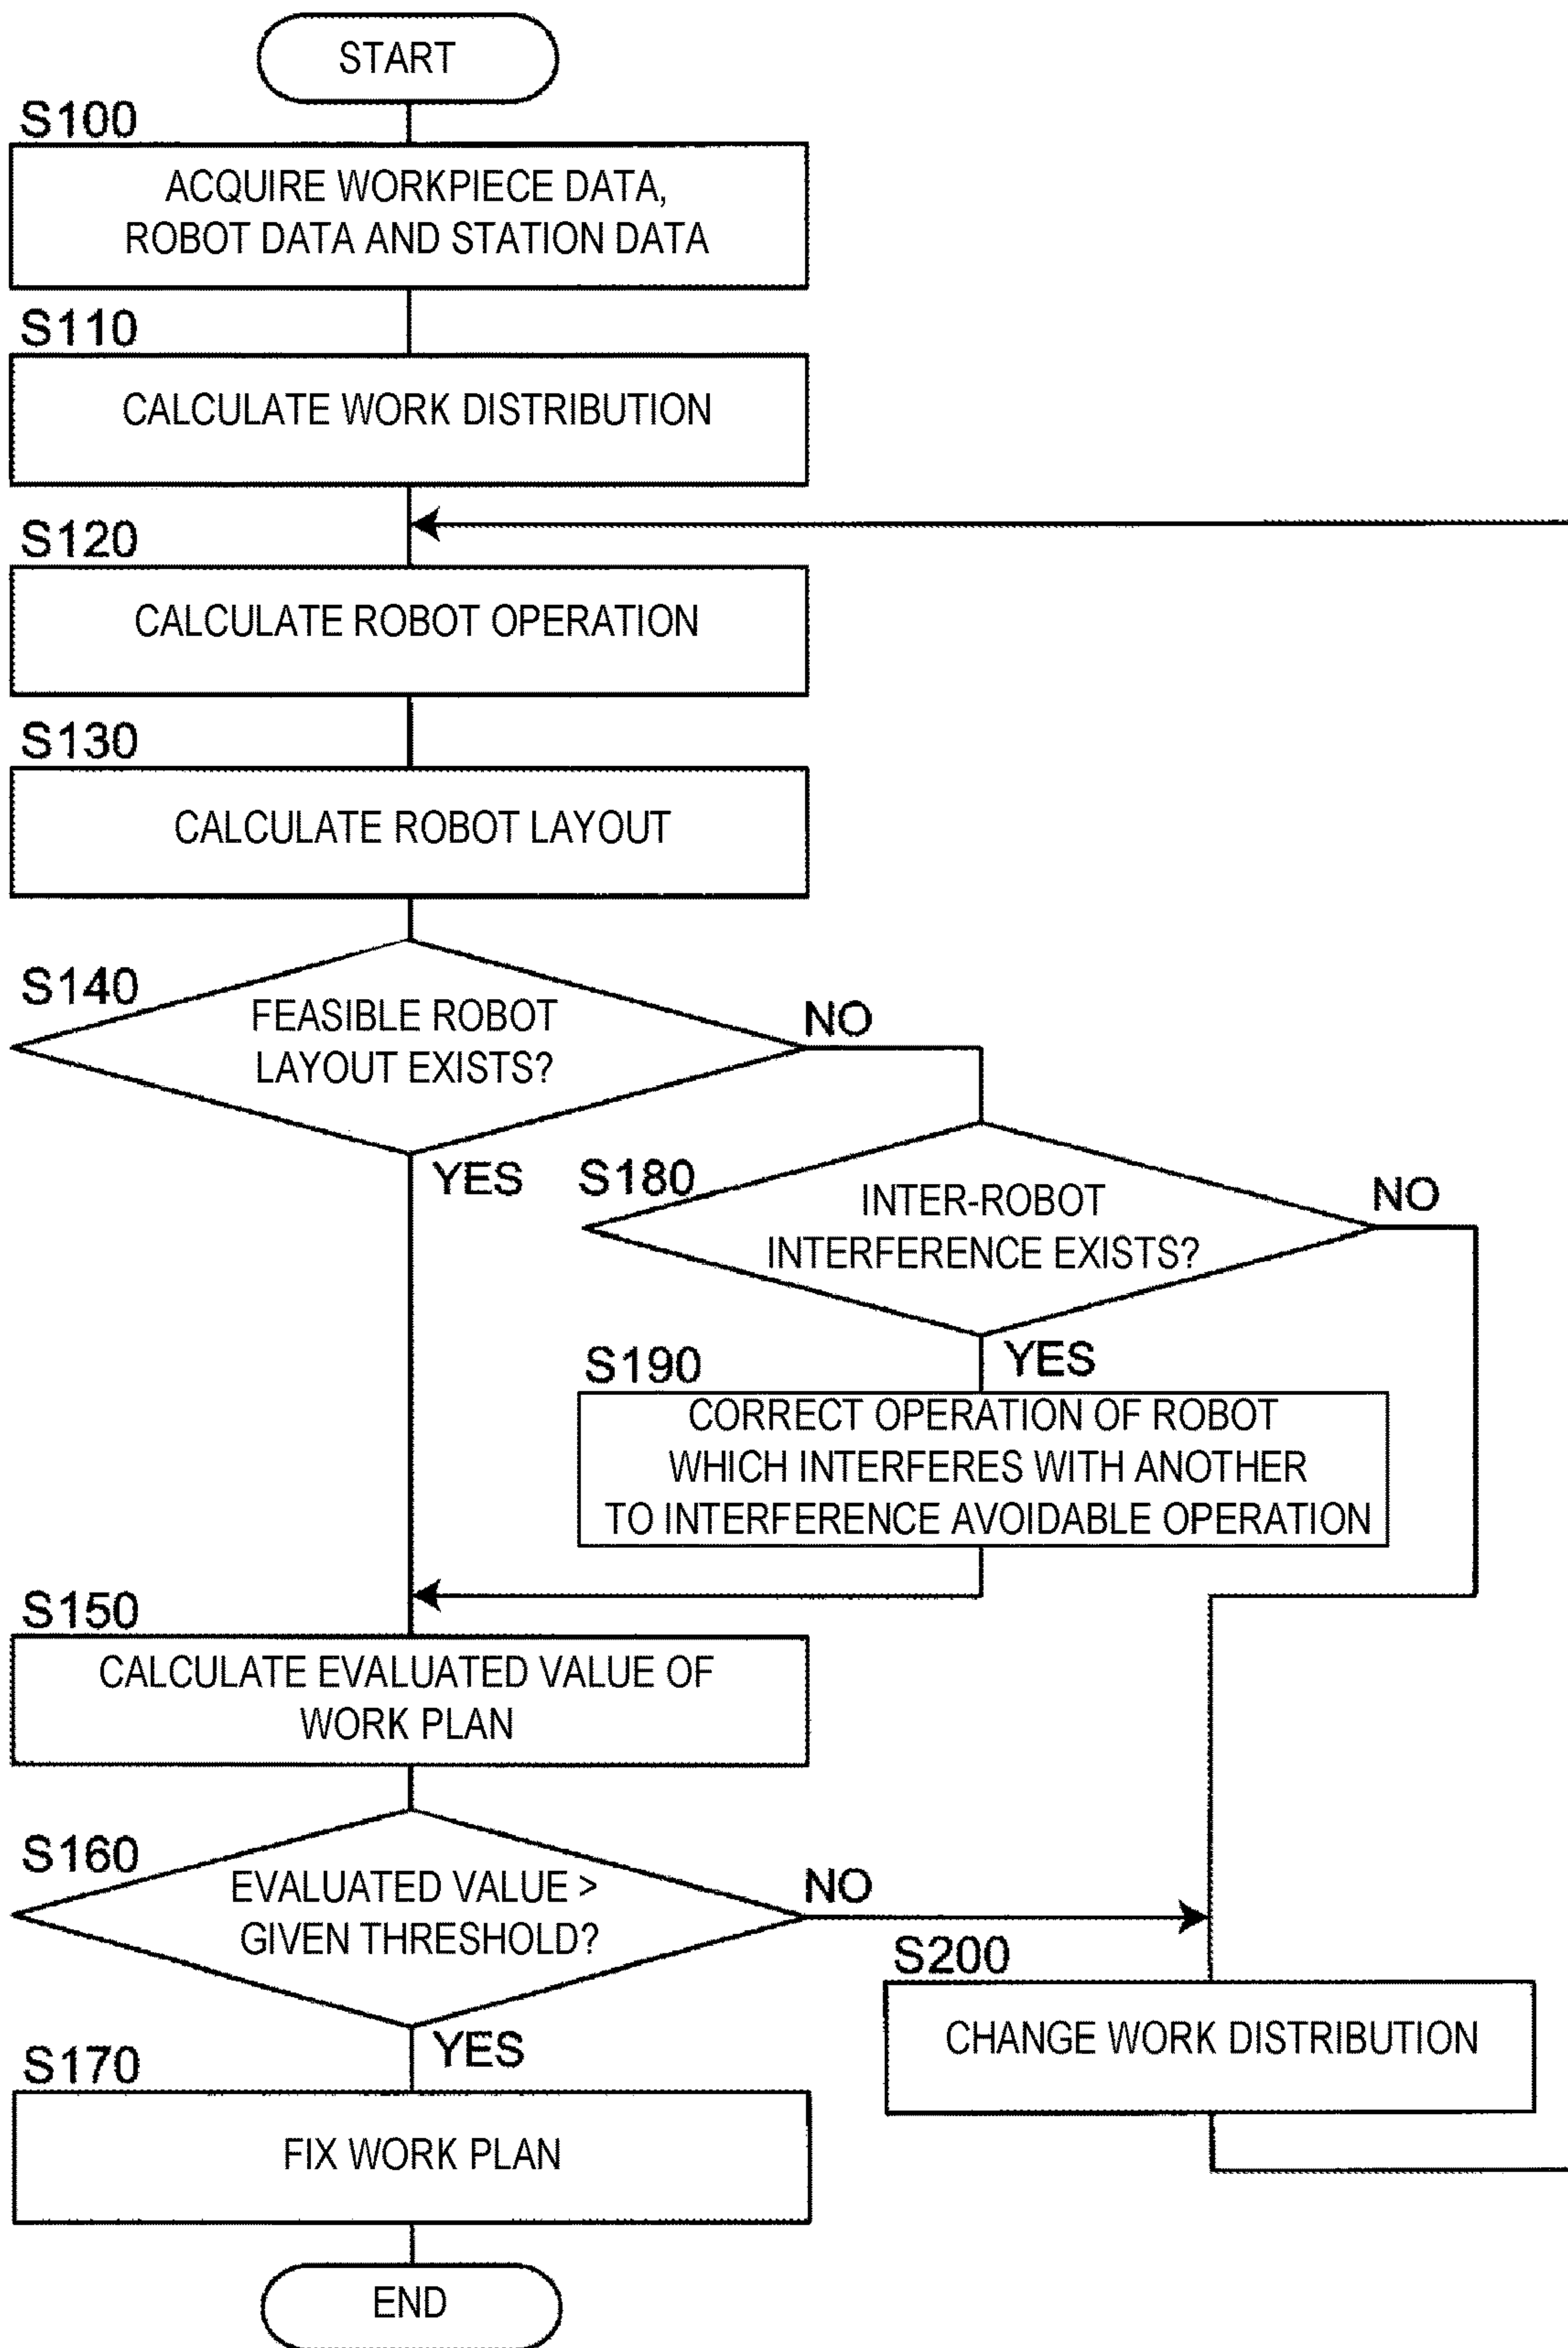 START
S100
ACQUIRE WORKPIECE DATA,
ROBOT DATA AND STATION DATA
S110
CALCULATE WORK DISTRIBUTION
S120
CALCULATE ROBOT OPERATION
S130
CALCULATE ROBOT LAYOUT
S140
FEASIBLE ROBOT
LAYOUT EXISTS?
NO
YES
S180
INTER-ROBOT
INTERFERENCE EXISTS?
NO
YES
S190
CORRECT OPERATION OF ROBOT
WHICH INTERFERES WITH ANOTHER
TO INTERFERENCE AVOIDABLE OPERATION
S150
CALCULATE EVALUATED VALUE OF
WORK PLAN
S160
EVALUATED VALUE >
GIVEN THRESHOLD?
NO
YES
S200
CHANGE WORK DISTRIBUTION
S170
FIX WORK PLAN
END